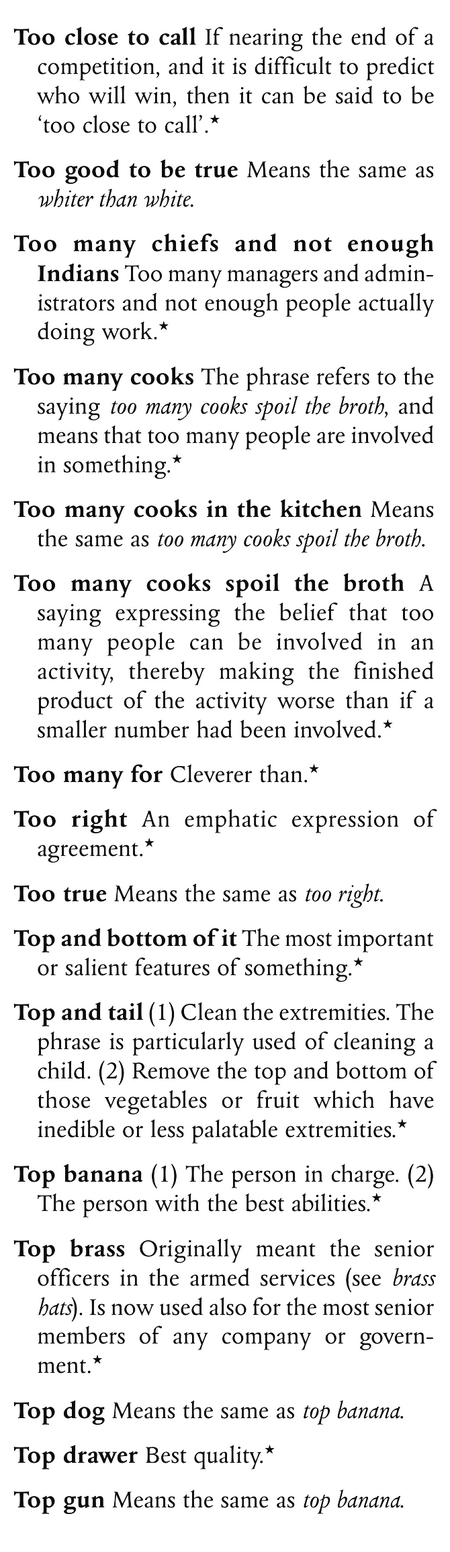 Too close to call If nearing the end of a
competition, and it is difficult to predict
who will win, then it can be said to be
‘too close to call’.★
Too good to be true Means the same as
whiter than white.
Too many chiefs and not enough
Indians Too many managers and admin-
istrators and not enough people actually
doing work.★
Too many cooks The phrase refers to the
saying too many cooks spoil the broth, and
means that too many people are involved
in something.★
Too many cooks in the kitchen Means
the same as too many cooks spoil the broth.
Too many cooks spoil the broth A
saying expressing the belief that too
many people can be involved in an
activity, thereby making the finished
product of the activity worse than if a
smaller number had been involved.★
Too many for Cleverer than.★
Too right An emphatic expression of
agreement.★
Too true Means the same as too right.
Top and bottom of it The most important
or salient features of something.★
Top and tail (1) Clean the extremities. The
phrase is particularly used of cleaning a
child. (2) Remove the top and bottom of
those vegetables or fruit which have
inedible or less palatable extremities.★
Top banana (1) The person in charge. (2)
The person with the best abilities.★
Top brass Originally meant the senior
officers in the armed services (see brass
hats). Is now used also for the most senior
members of any company or govern-
ment.★
Top dog Means the same as top banana.
Top drawer Best quality.★
Top gun Means the same as top banana.